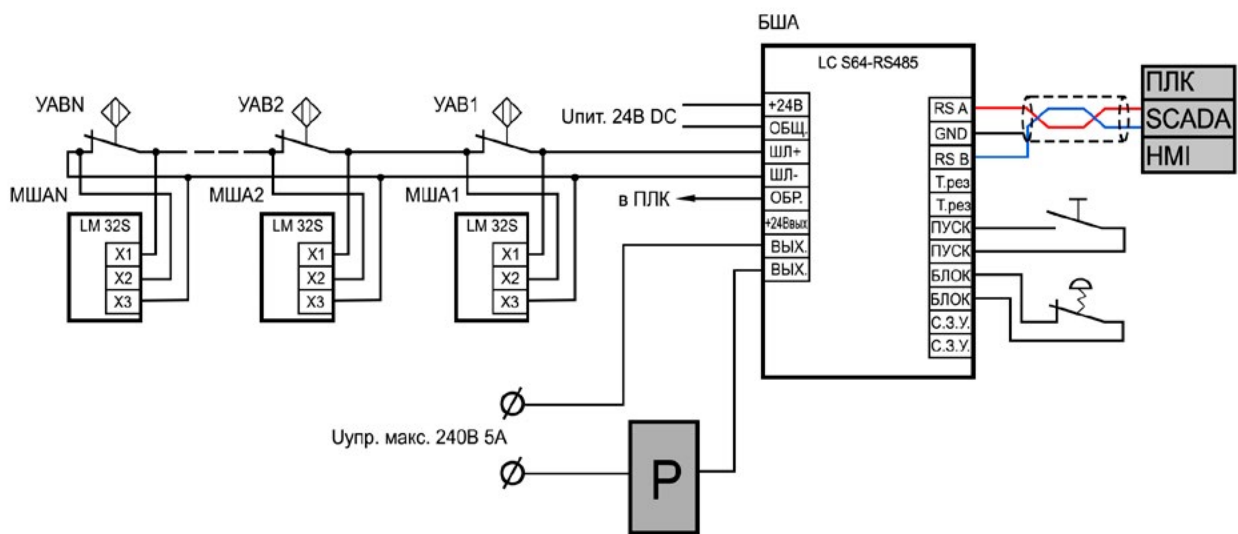 БША
LC S64-RS485
УАВN
УАВ2
УАВ1
Uпит. 24В DC
+24В
ОБЩ.
ШЛ+
ШЛ-
ОБР.
+24Ввых
ВЫХ.
ВЫХ.
в ПЛК
RS A
GND
RS B
Т.рез
Т.рез
ПУСК
ПУСК
БЛОК
БЛОК
С.З.У.
С.З.У.
ПЛК
SCADA
HMI
МШАN
МША2
МША1
LM 32S
X1
X2
X3
LM 32S
X1
X2
X3
LM 32S
X1
X2
X3
Uупр. макс. 240В 5А
Р